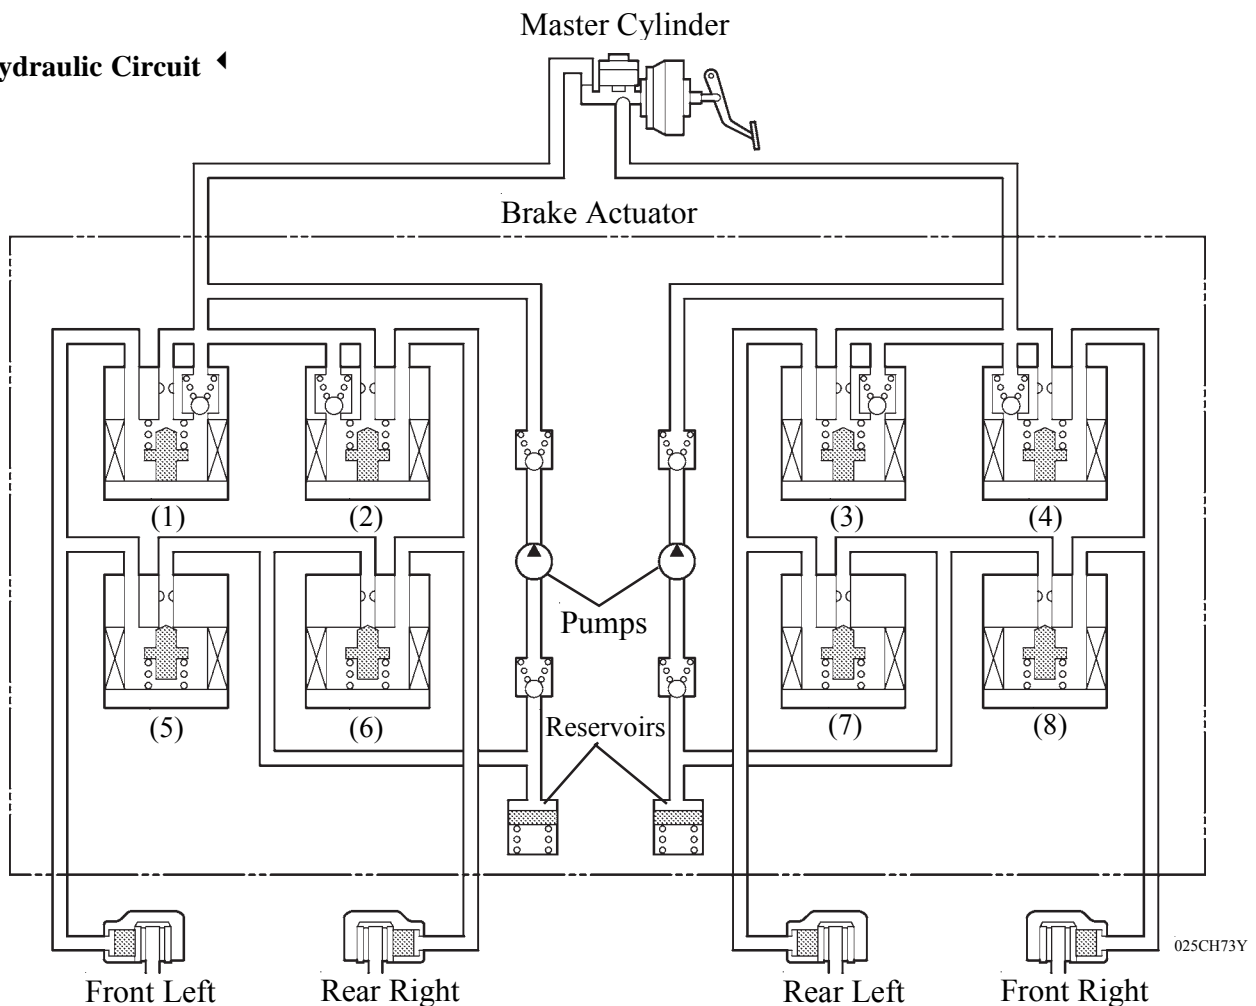 Master Cylinder
ydraulic Circuit
Brake Actuator
(1) (2) (3) (4)
Pumps
(5) (6) Reservoirs (7) (8)
025CH73Y
Front Left Rear Right Rear Left Front Right